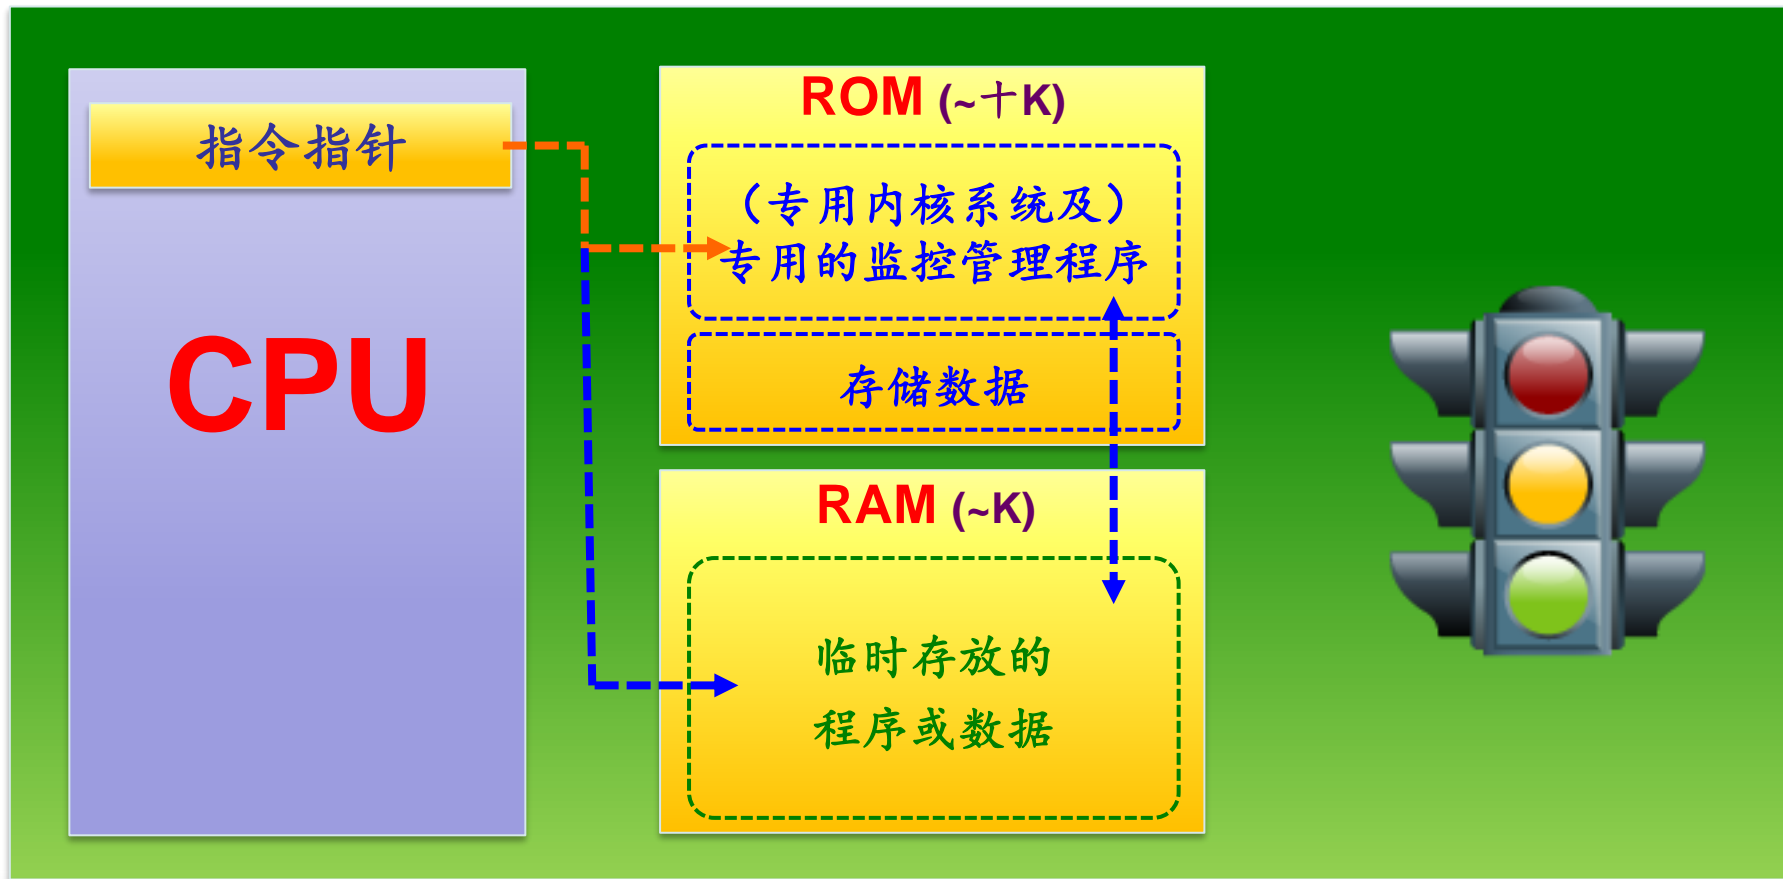 指令指针
CPU
ROM (~十K)
（专用内核系统及）
专用的监控管理程序
存储数据
RAM (~K)
临时存放的
程序或数据